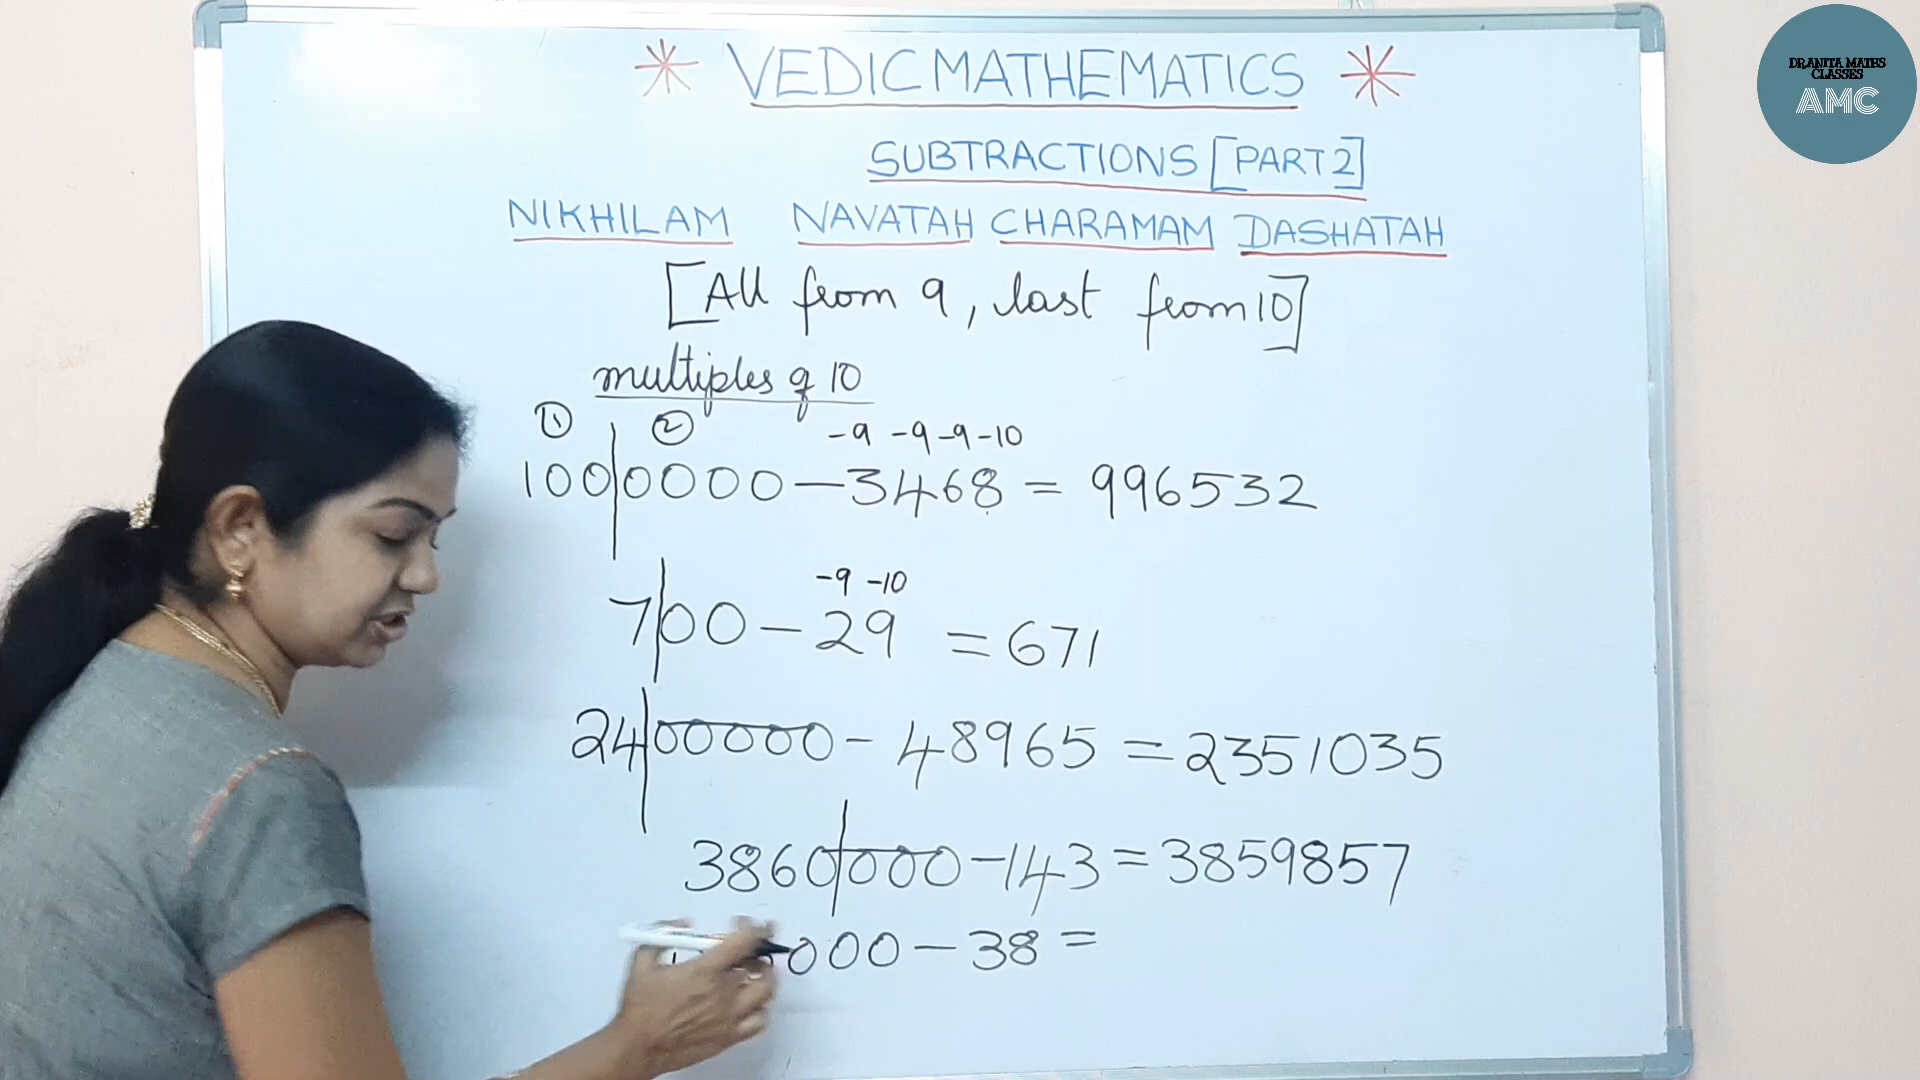 DR ANITA MATHS
CLASSES
AMC
* VEDIC MATHEMATICS *
SUBTRACTIONS [PART 2]
NIKHILAM NAVATAH CHARAMAM DASHATAH
[All from 9, last from 10]
multiples of 10
① ② -9 -9 -9 -10
100|0000 - 3468 = 996532
-9 -10
7|00 - 29 = 671
24|00000 - 48965 = 2351035
3860|000 - 143 = 3859857
000 - 38 =